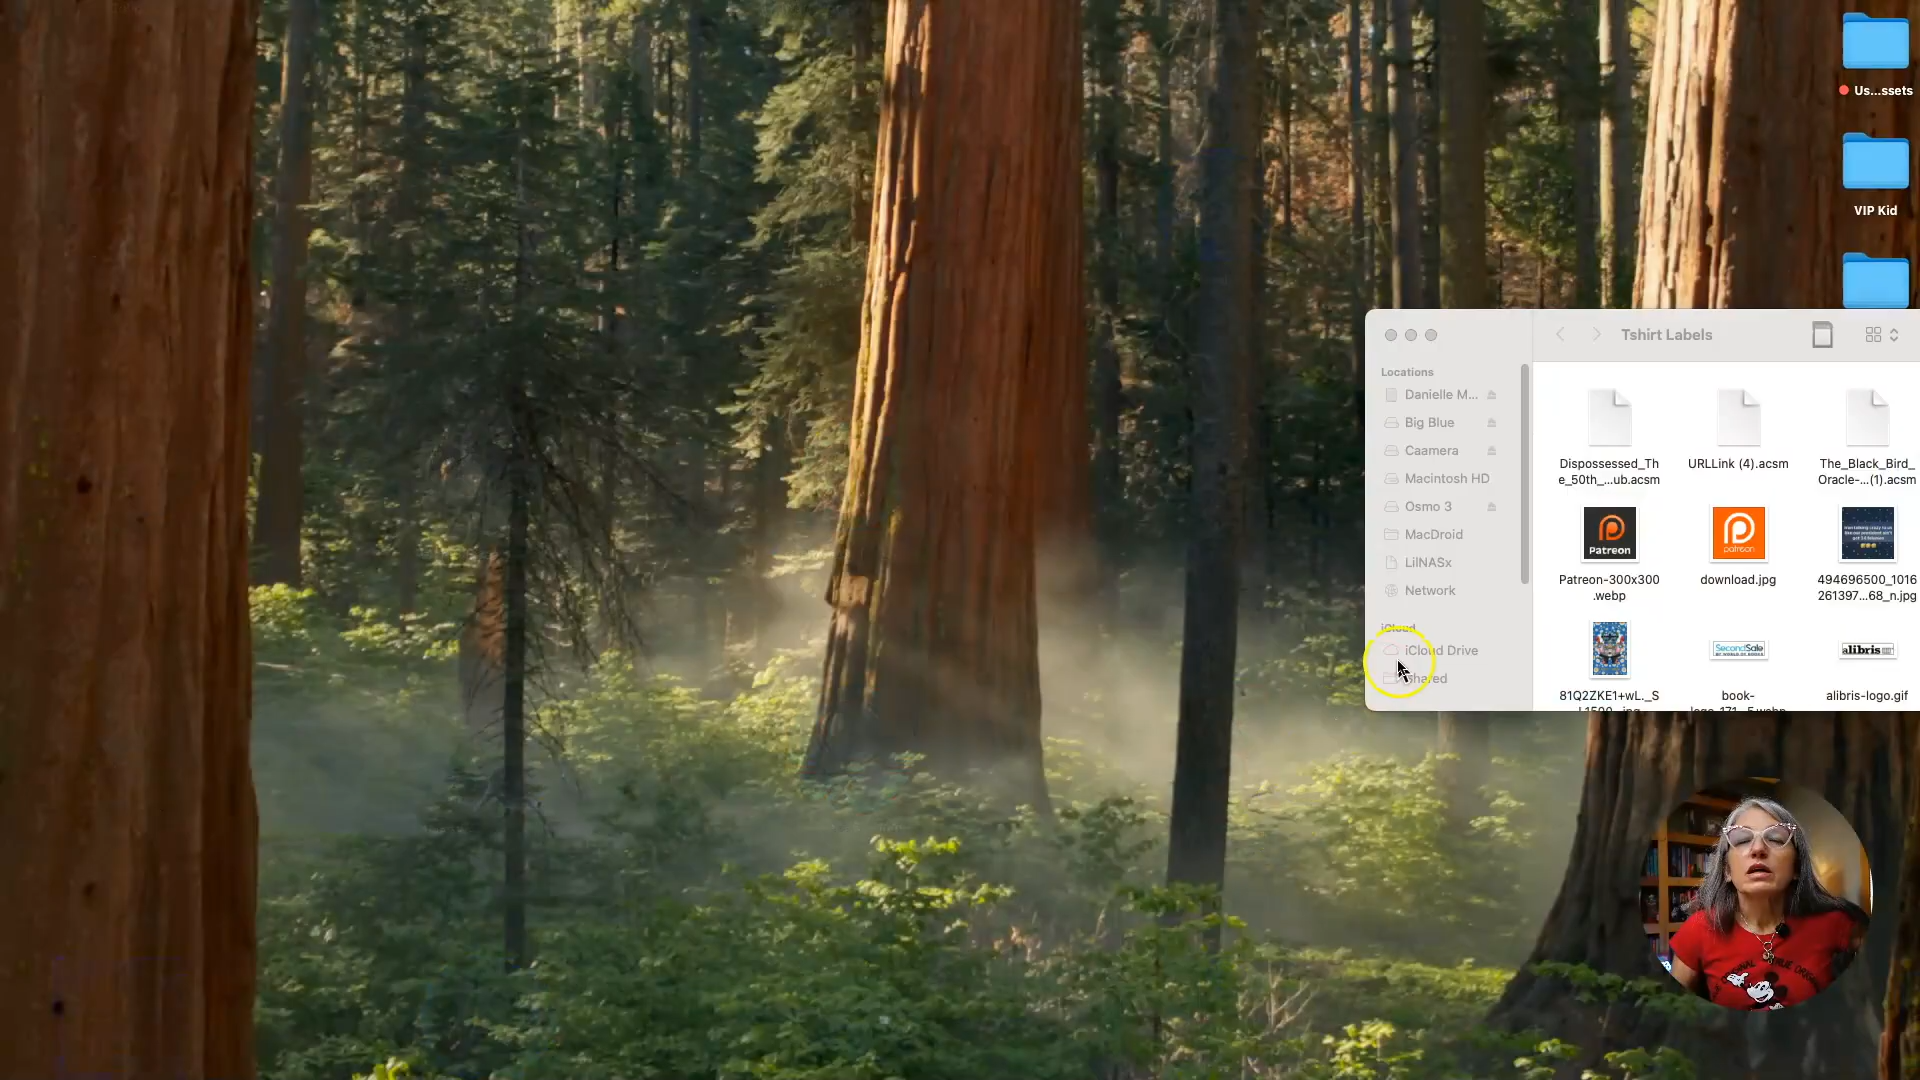 Us...ssets
VIP Kid
Tshirt Labels
Locations
Danielle M...
Big Blue
Caamera
Macintosh HD
Osmo 3
MacDroid
LilNASx
Network
iCloud
iCloud Drive
Shared
Dispossessed_Th
e_50th_...ub.acsm
URLLink (4).acsm
The_Black_Bird_
Oracle-...(1).acsm
Patreon
patreon
Patreon-300x300
.webp
download.jpg
494696500_1016
261397...68_n.jpg
SecondSale
alibris
81Q2ZKE1+wL._S
book-
alibris-logo.gif